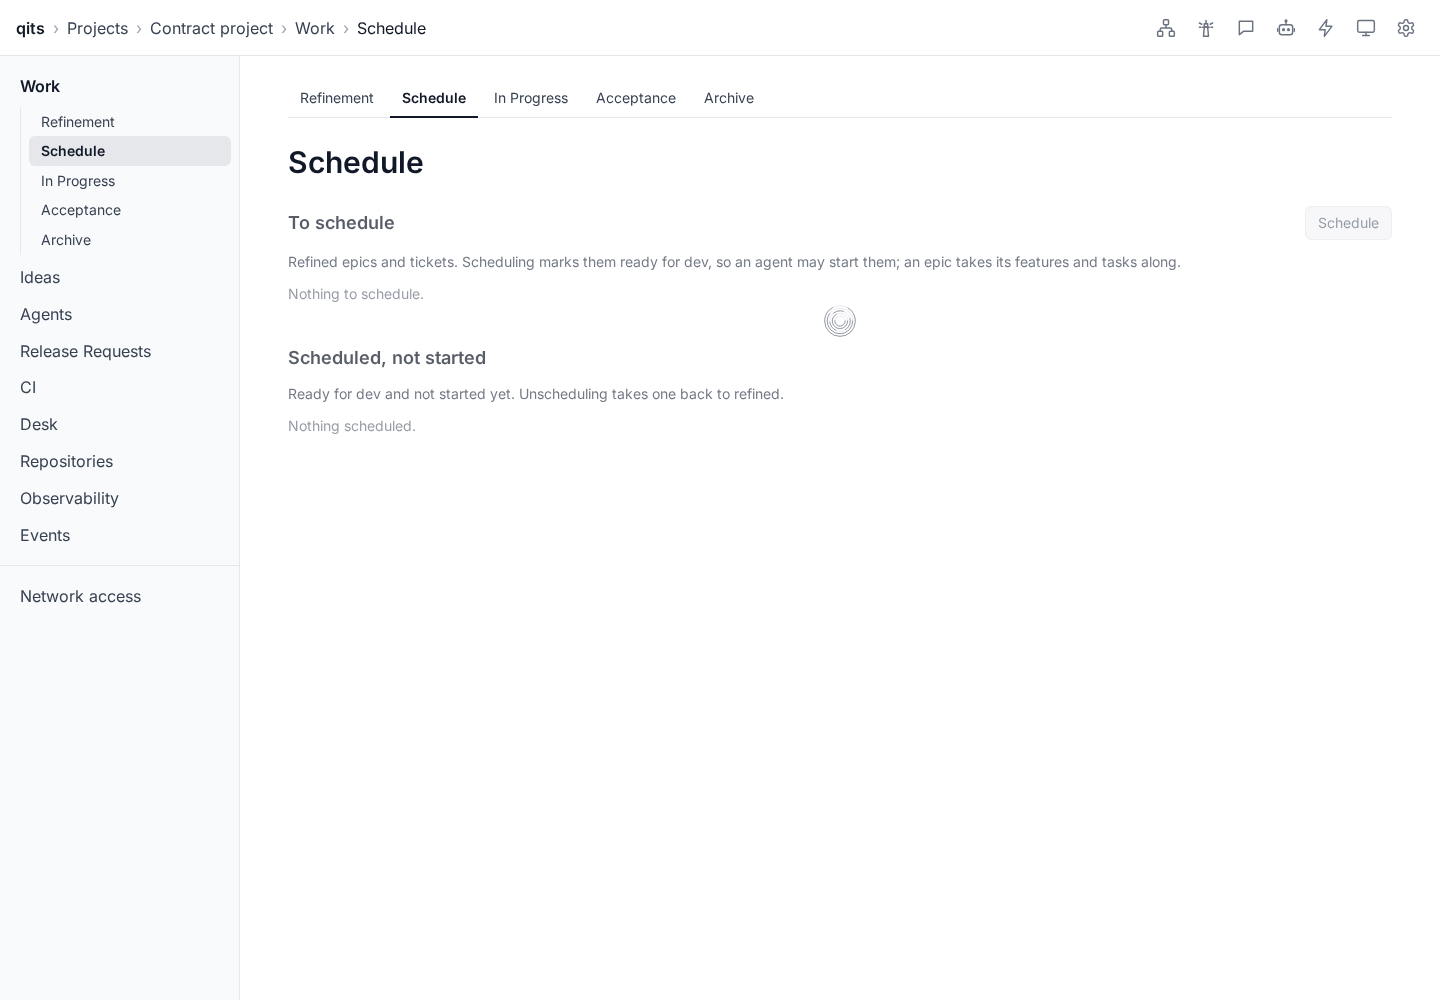 qits › Projects › Contract project › Work › Schedule
Work
Refinement
Schedule
In Progress
Acceptance
Archive
Ideas
Agents
Release Requests
CI
Desk
Repositories
Observability
Events
Network access
Refinement Schedule In Progress Acceptance Archive
Schedule
To schedule
Schedule
Refined epics and tickets. Scheduling marks them ready for dev, so an agent may start them; an epic takes its features and tasks along.
Nothing to schedule.
Scheduled, not started
Ready for dev and not started yet. Unscheduling takes one back to refined.
Nothing scheduled.